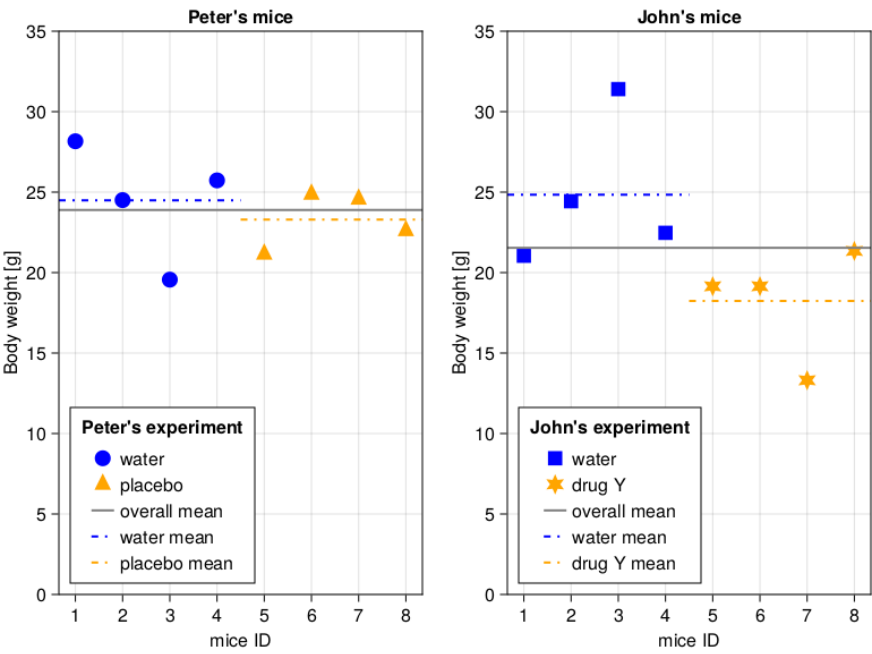 Peter's mice
Body weight [g]
35
30
25
20
15
10
5
0
Peter's experiment
water
placebo
overall mean
water mean
placebo mean
1 2 3 4 5 6 7 8
mice ID
John's mice
Body weight [g]
35
30
25
20
15
10
5
0
John's experiment
water
drug Y
overall mean
water mean
drug Y mean
1 2 3 4 5 6 7 8
mice ID